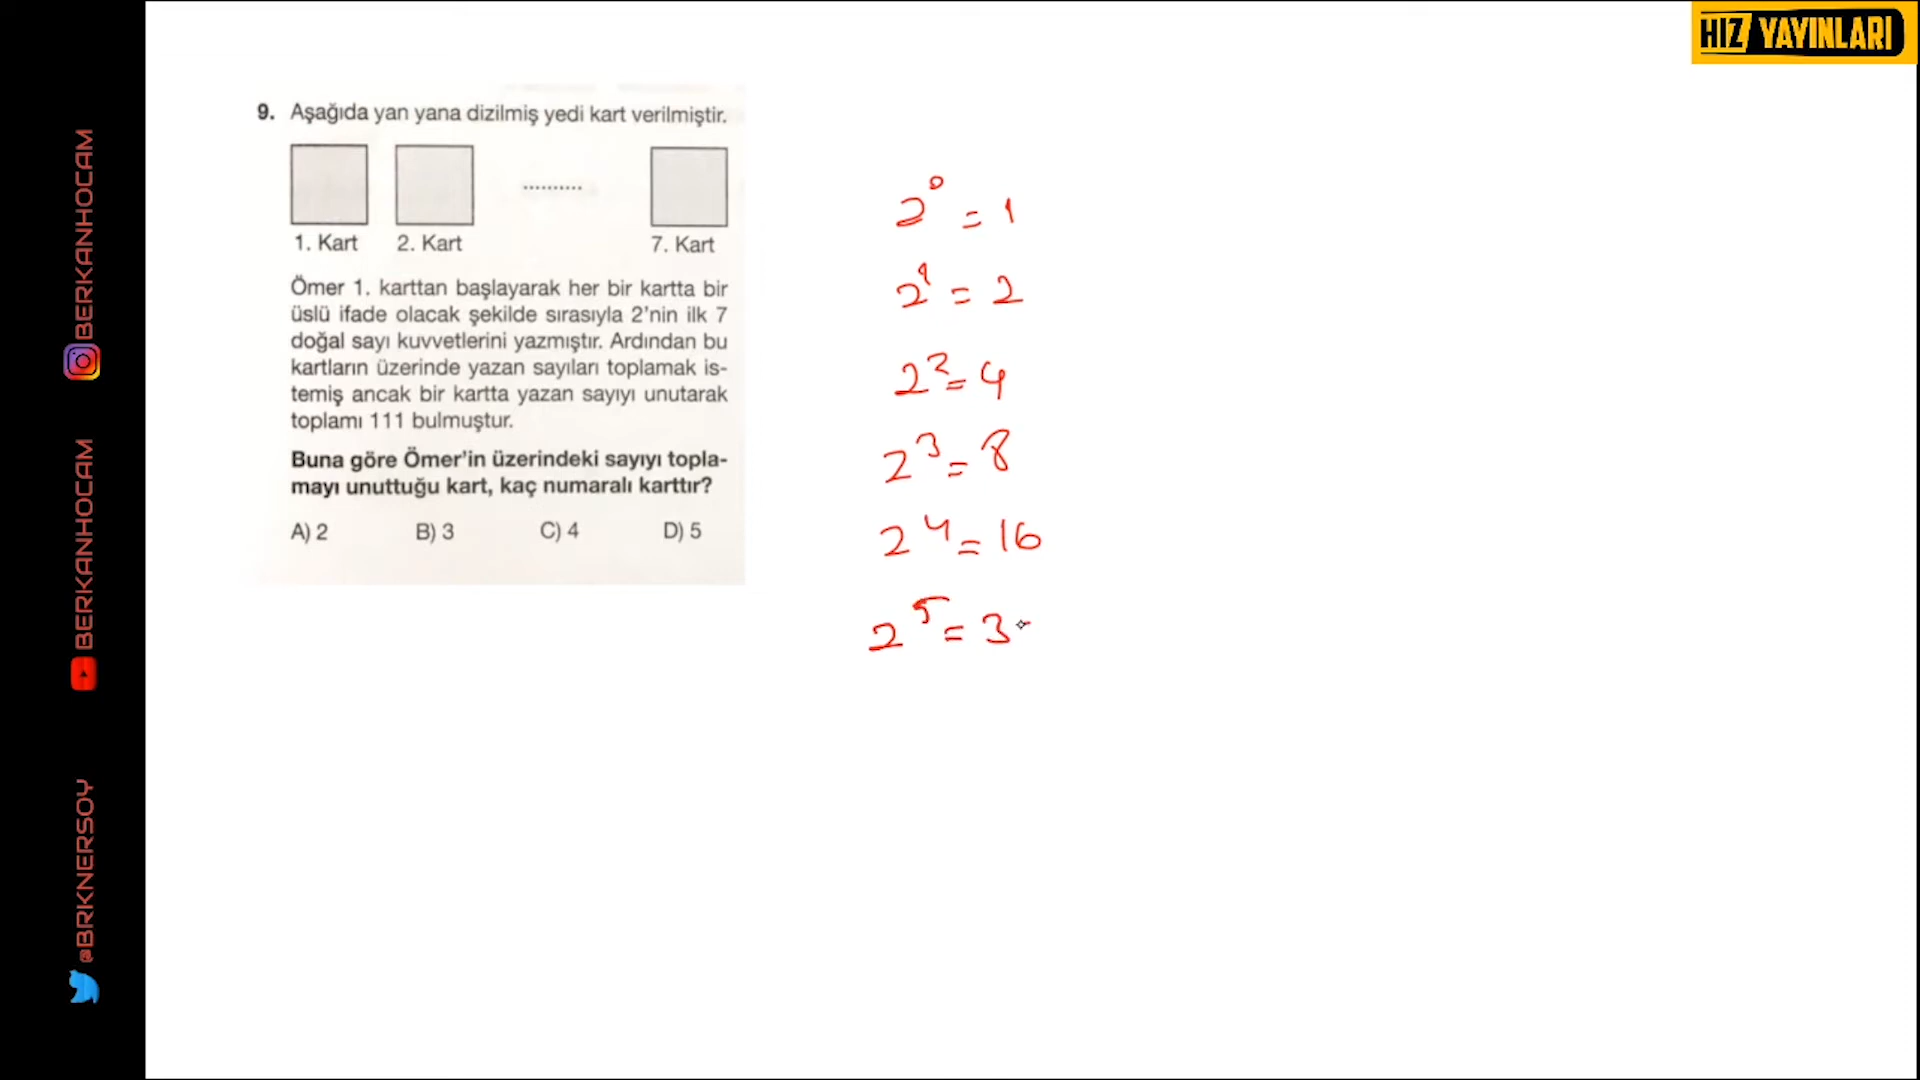 HIZ YAYINLARI
BERKANHOCAM
BERKANHOCAM
@BRKNERSOY
9. Aşağıda yan yana dizilmiş yedi kart verilmiştir.
..........
1. Kart 2. Kart 7. Kart
Ömer 1. karttan başlayarak her bir kartta bir
üslü ifade olacak şekilde sırasıyla 2'nin ilk 7
doğal sayı kuvvetlerini yazmıştır. Ardından bu
kartların üzerinde yazan sayıları toplamak is-
temiş ancak bir kartta yazan sayıyı unutarak
toplamı 111 bulmuştur.
Buna göre Ömer'in üzerindeki sayıyı topla-
mayı unuttuğu kart, kaç numaralı karttır?
A) 2 B) 3 C) 4 D) 5
2⁰ = 1
2¹ = 2
2² = 4
2³ = 8
2⁴ = 16
2⁵ = 3